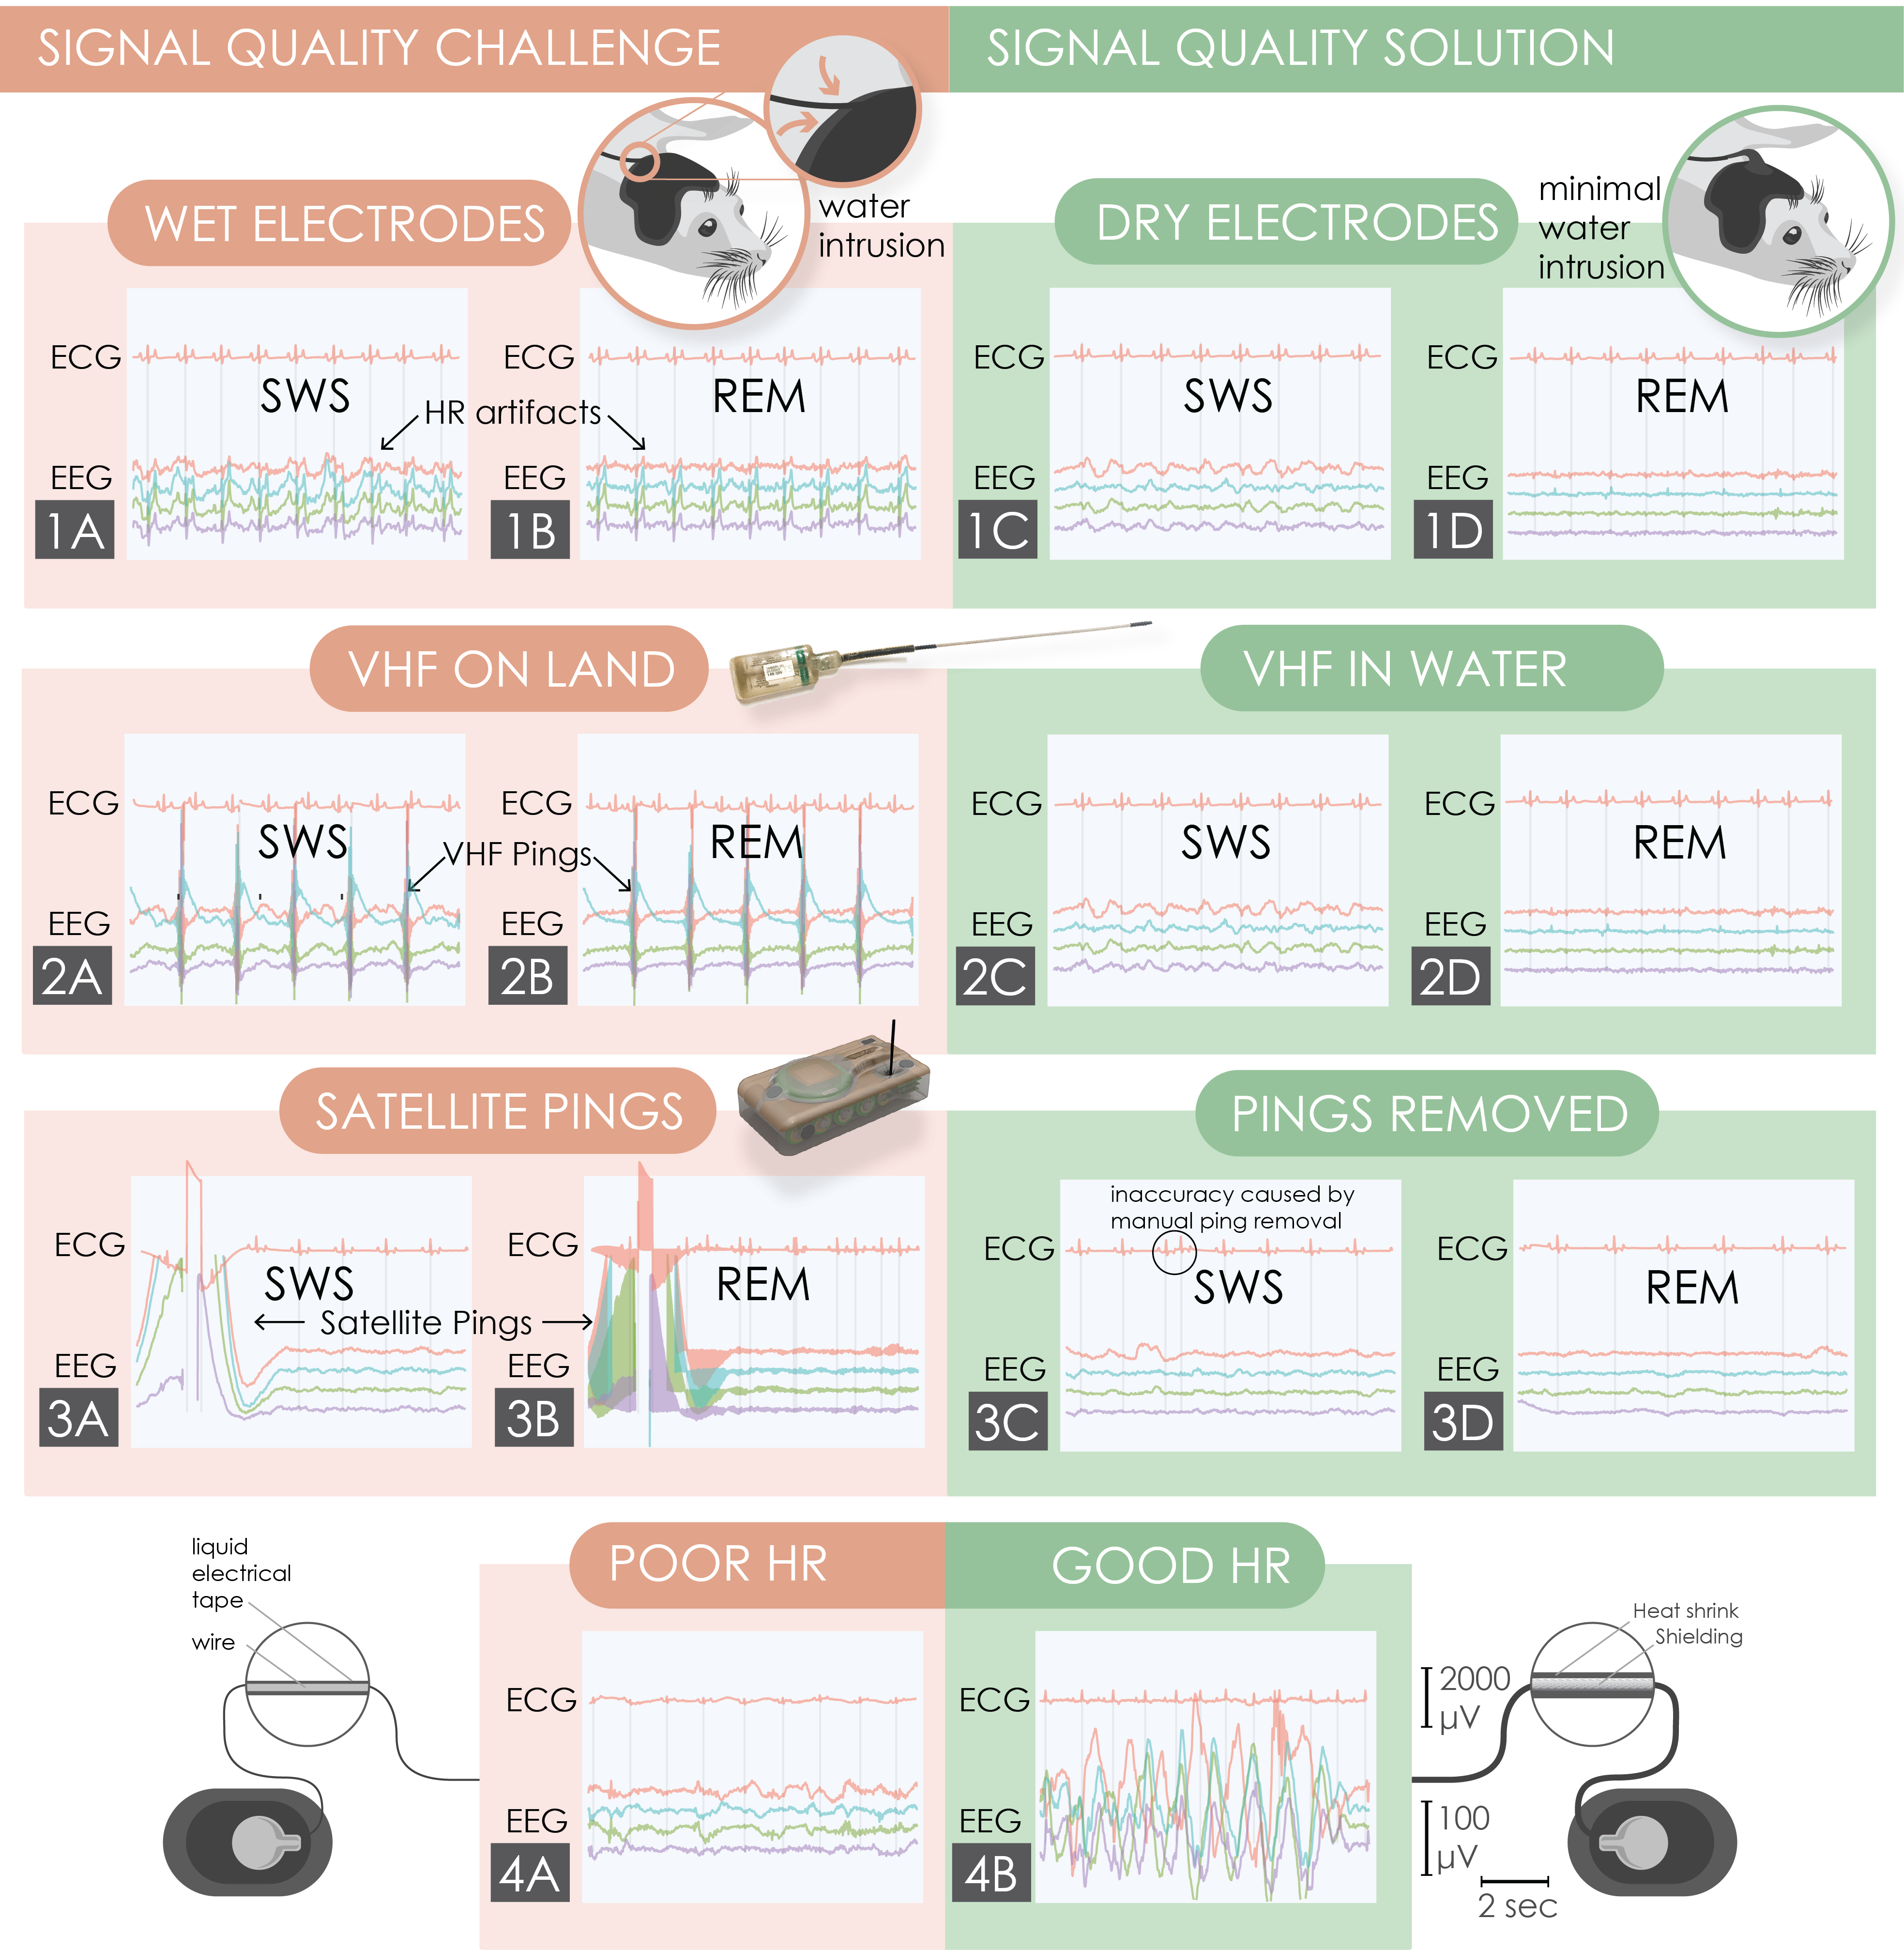 SIGNAL QUALITY CHALLENGE
SIGNAL QUALITY SOLUTION
WET ELECTRODES
water
intrusion
DRY ELECTRODES
minimal
water
intrusion
ECG
SWS
HR artifacts
EEG
1A
ECG
REM
EEG
1B
ECG
SWS
EEG
1C
ECG
REM
EEG
1D
VHF ON LAND
VHF IN WATER
ECG
SWS
VHF Pings
EEG
2A
ECG
REM
EEG
2B
ECG
SWS
EEG
2C
ECG
REM
EEG
2D
SATELLITE PINGS
PINGS REMOVED
ECG
SWS
Satellite Pings
EEG
3A
ECG
REM
EEG
3B
inaccuracy caused by
manual ping removal
ECG
SWS
EEG
3C
ECG
REM
EEG
3D
POOR HR
GOOD HR
liquid
electrical
tape
wire
ECG
EEG
4A
ECG
EEG
4B
Heat shrink
Shielding
2000
µV
100
µV
2 sec